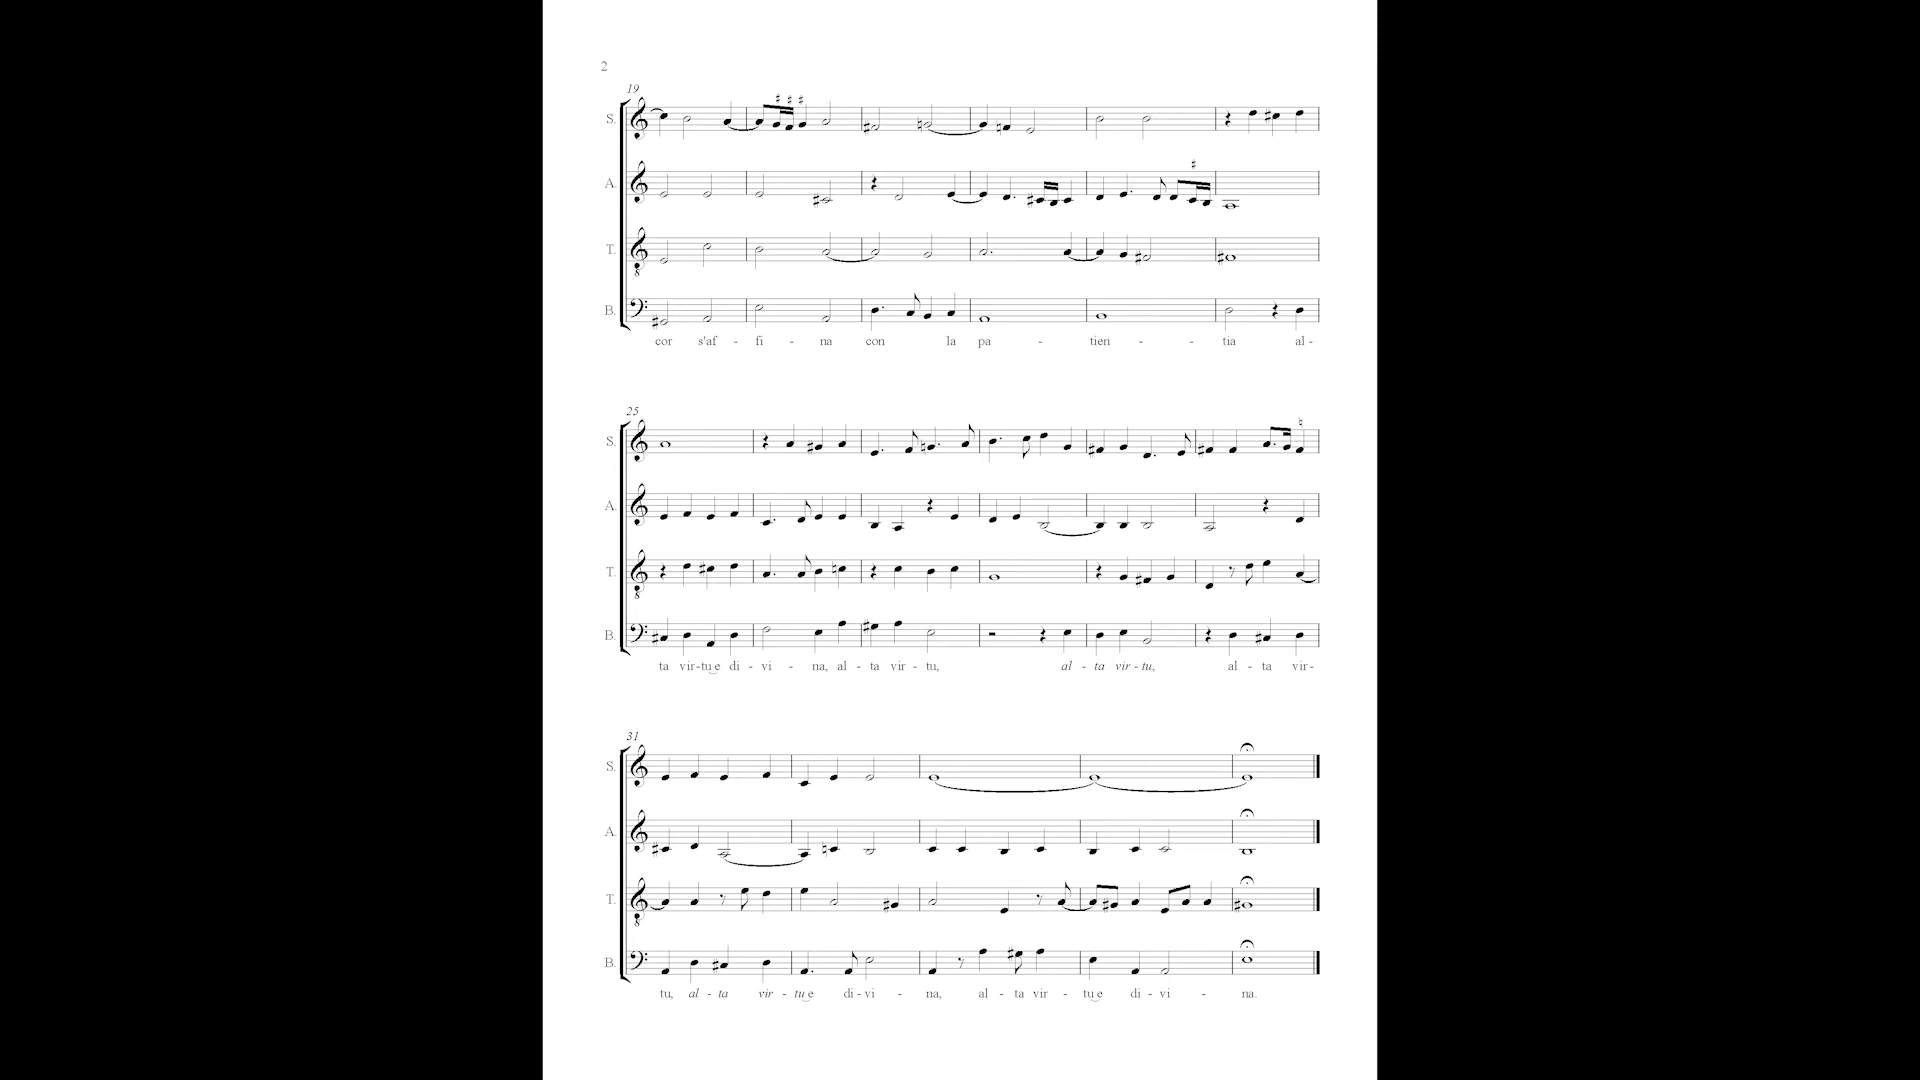 2
19
S.
A.
T.
B.
cor s'af - fi - na con la pa - tien - - tia al -
25
S.
A.
T.
B.
ta vir - tu e di - vi - na, al - ta vir - tu, al - ta vir - tu, al - ta vir -
31
S.
A.
T.
B.
tu, al - ta vir - tu e di - vi - na, al - ta vir - tu e di - vi - na.